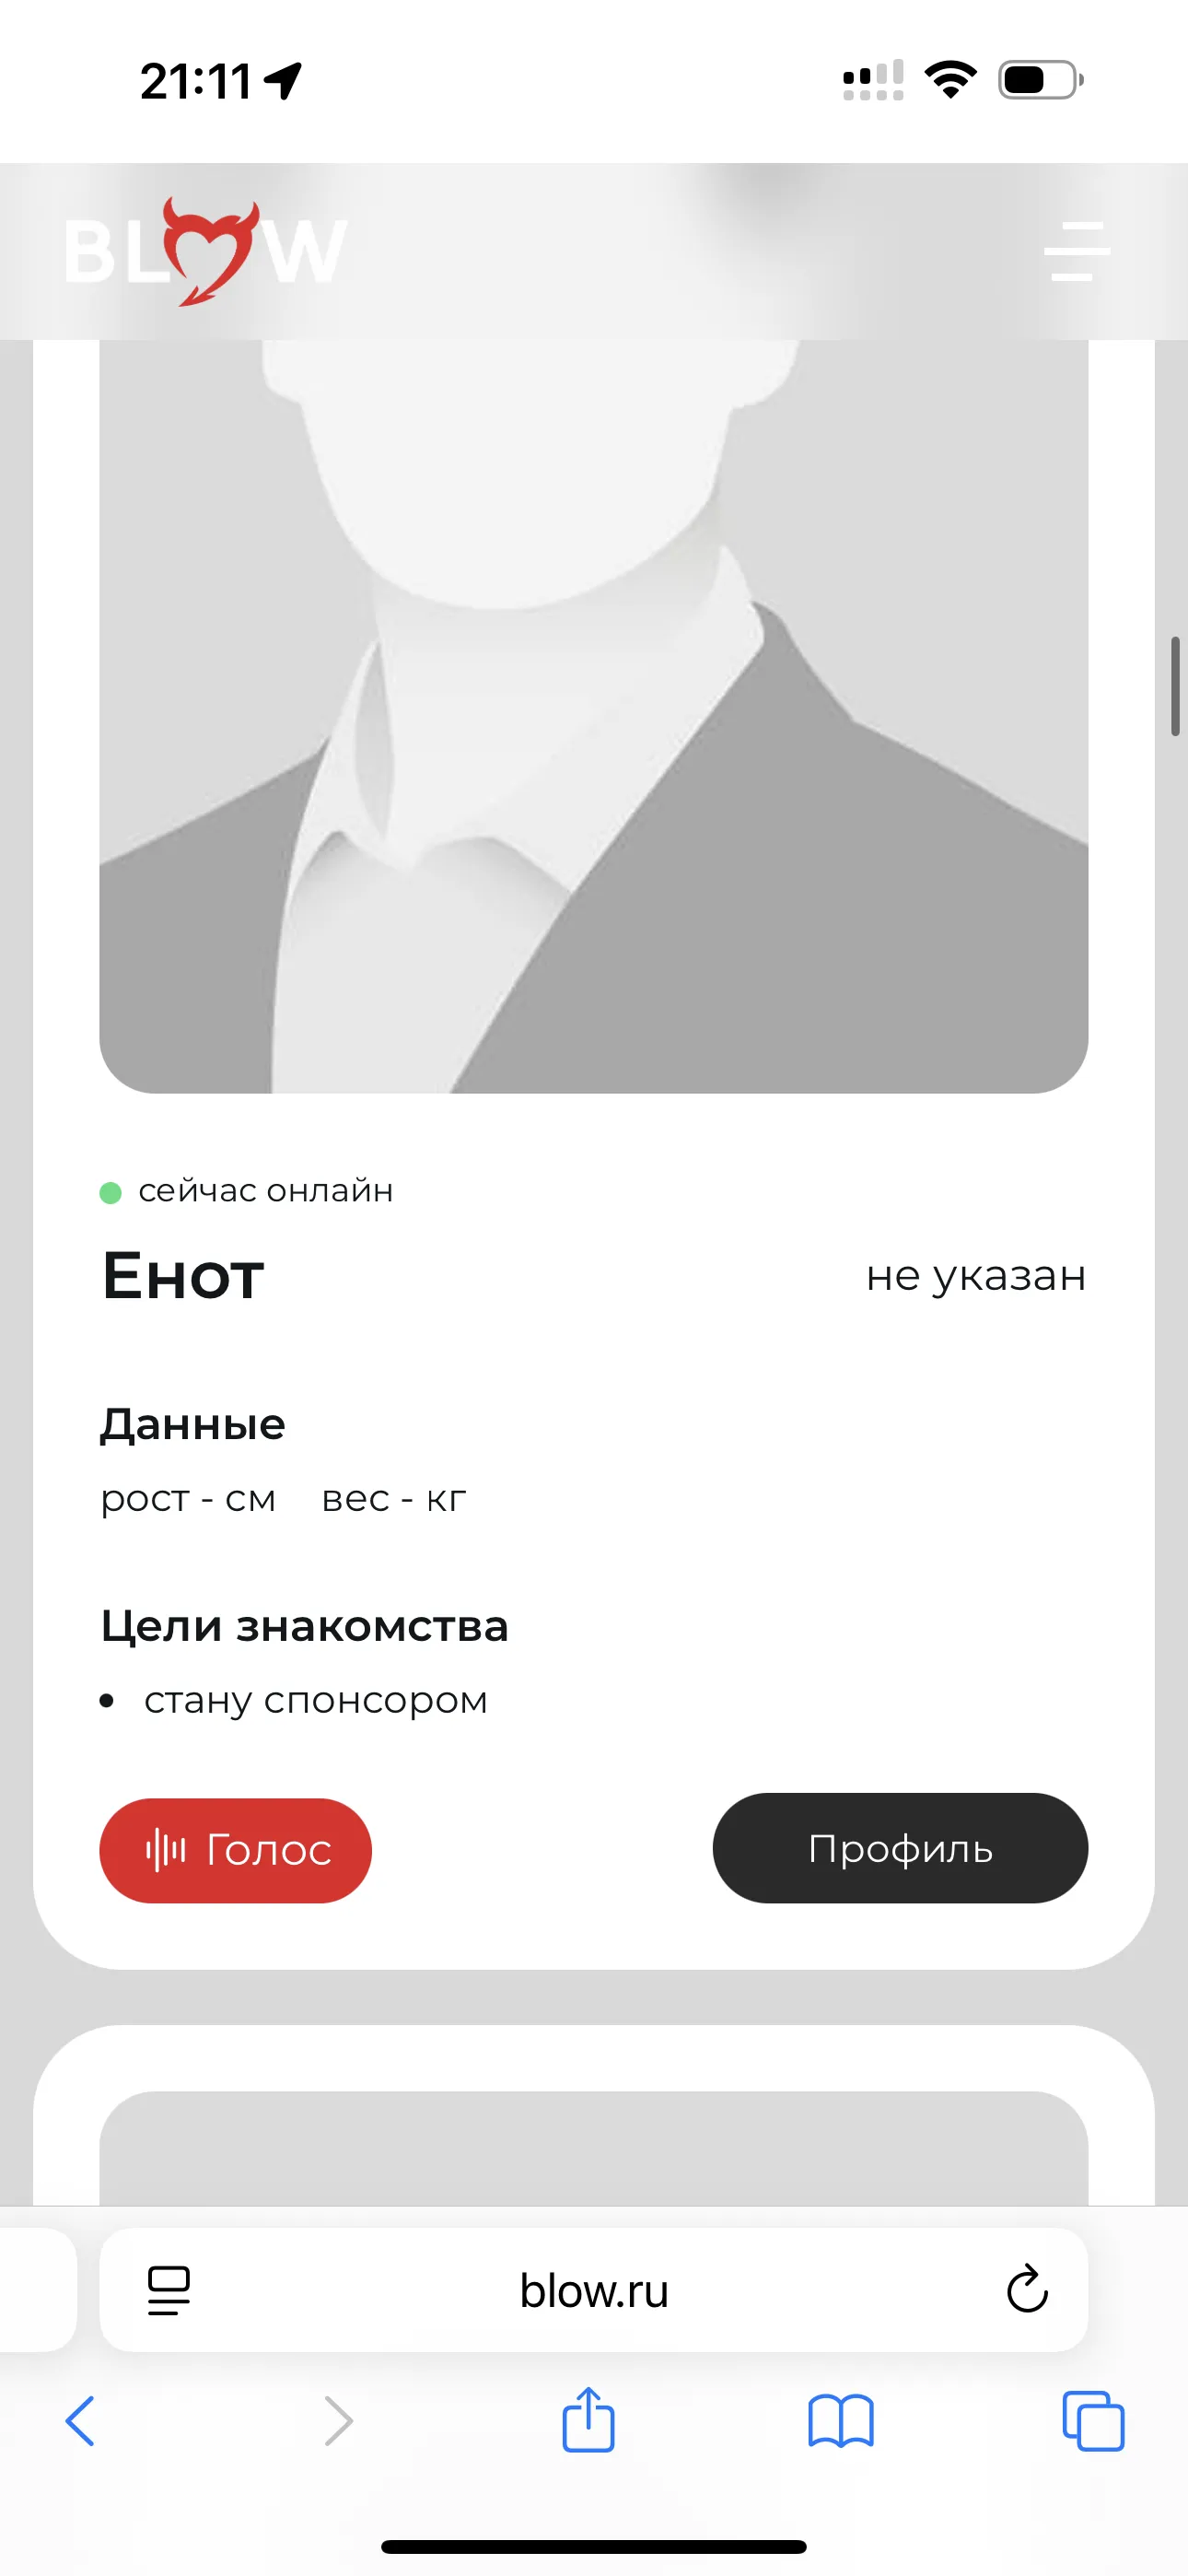 21:11
BLOW
сейчас онлайн
Енот не указан
Данные
рост - см вес - кг
Цели знакомства
• стану спонсором
Голос Профиль
blow.ru